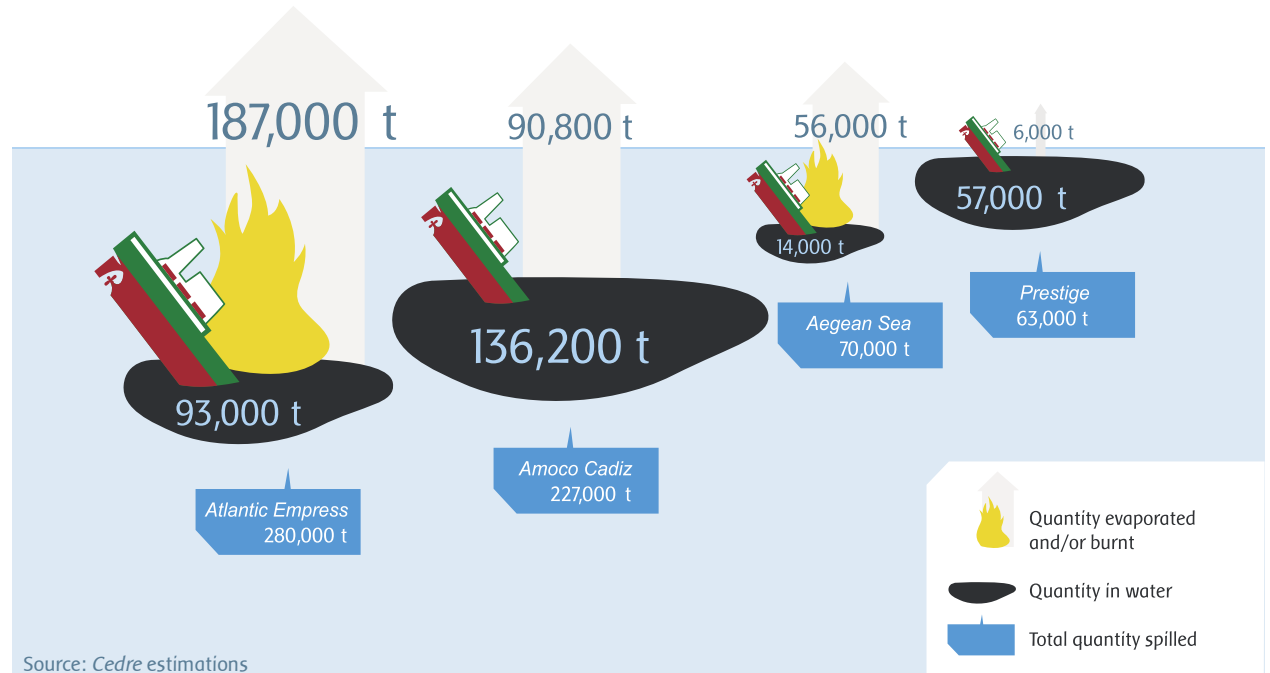 187,000 t
90,800 t
56,000 t
6,000 t
57,000 t
14,000 t
136,200 t
93,000 t
Prestige
63,000 t
Aegean Sea
70,000 t
Amoco Cadiz
227,000 t
Atlantic Empress
280,000 t
Quantity evaporated
and/or burnt
Quantity in water
Total quantity spilled
Source: Cedre estimations